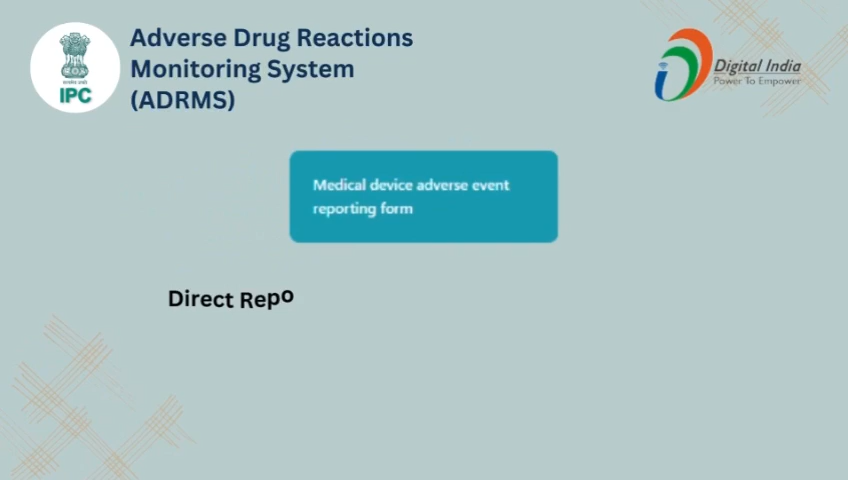 Adverse Drug Reactions
Monitoring System
(ADRMS)
IPC
Digital India
Power To Empower
Medical device adverse event
reporting form
Direct Repo